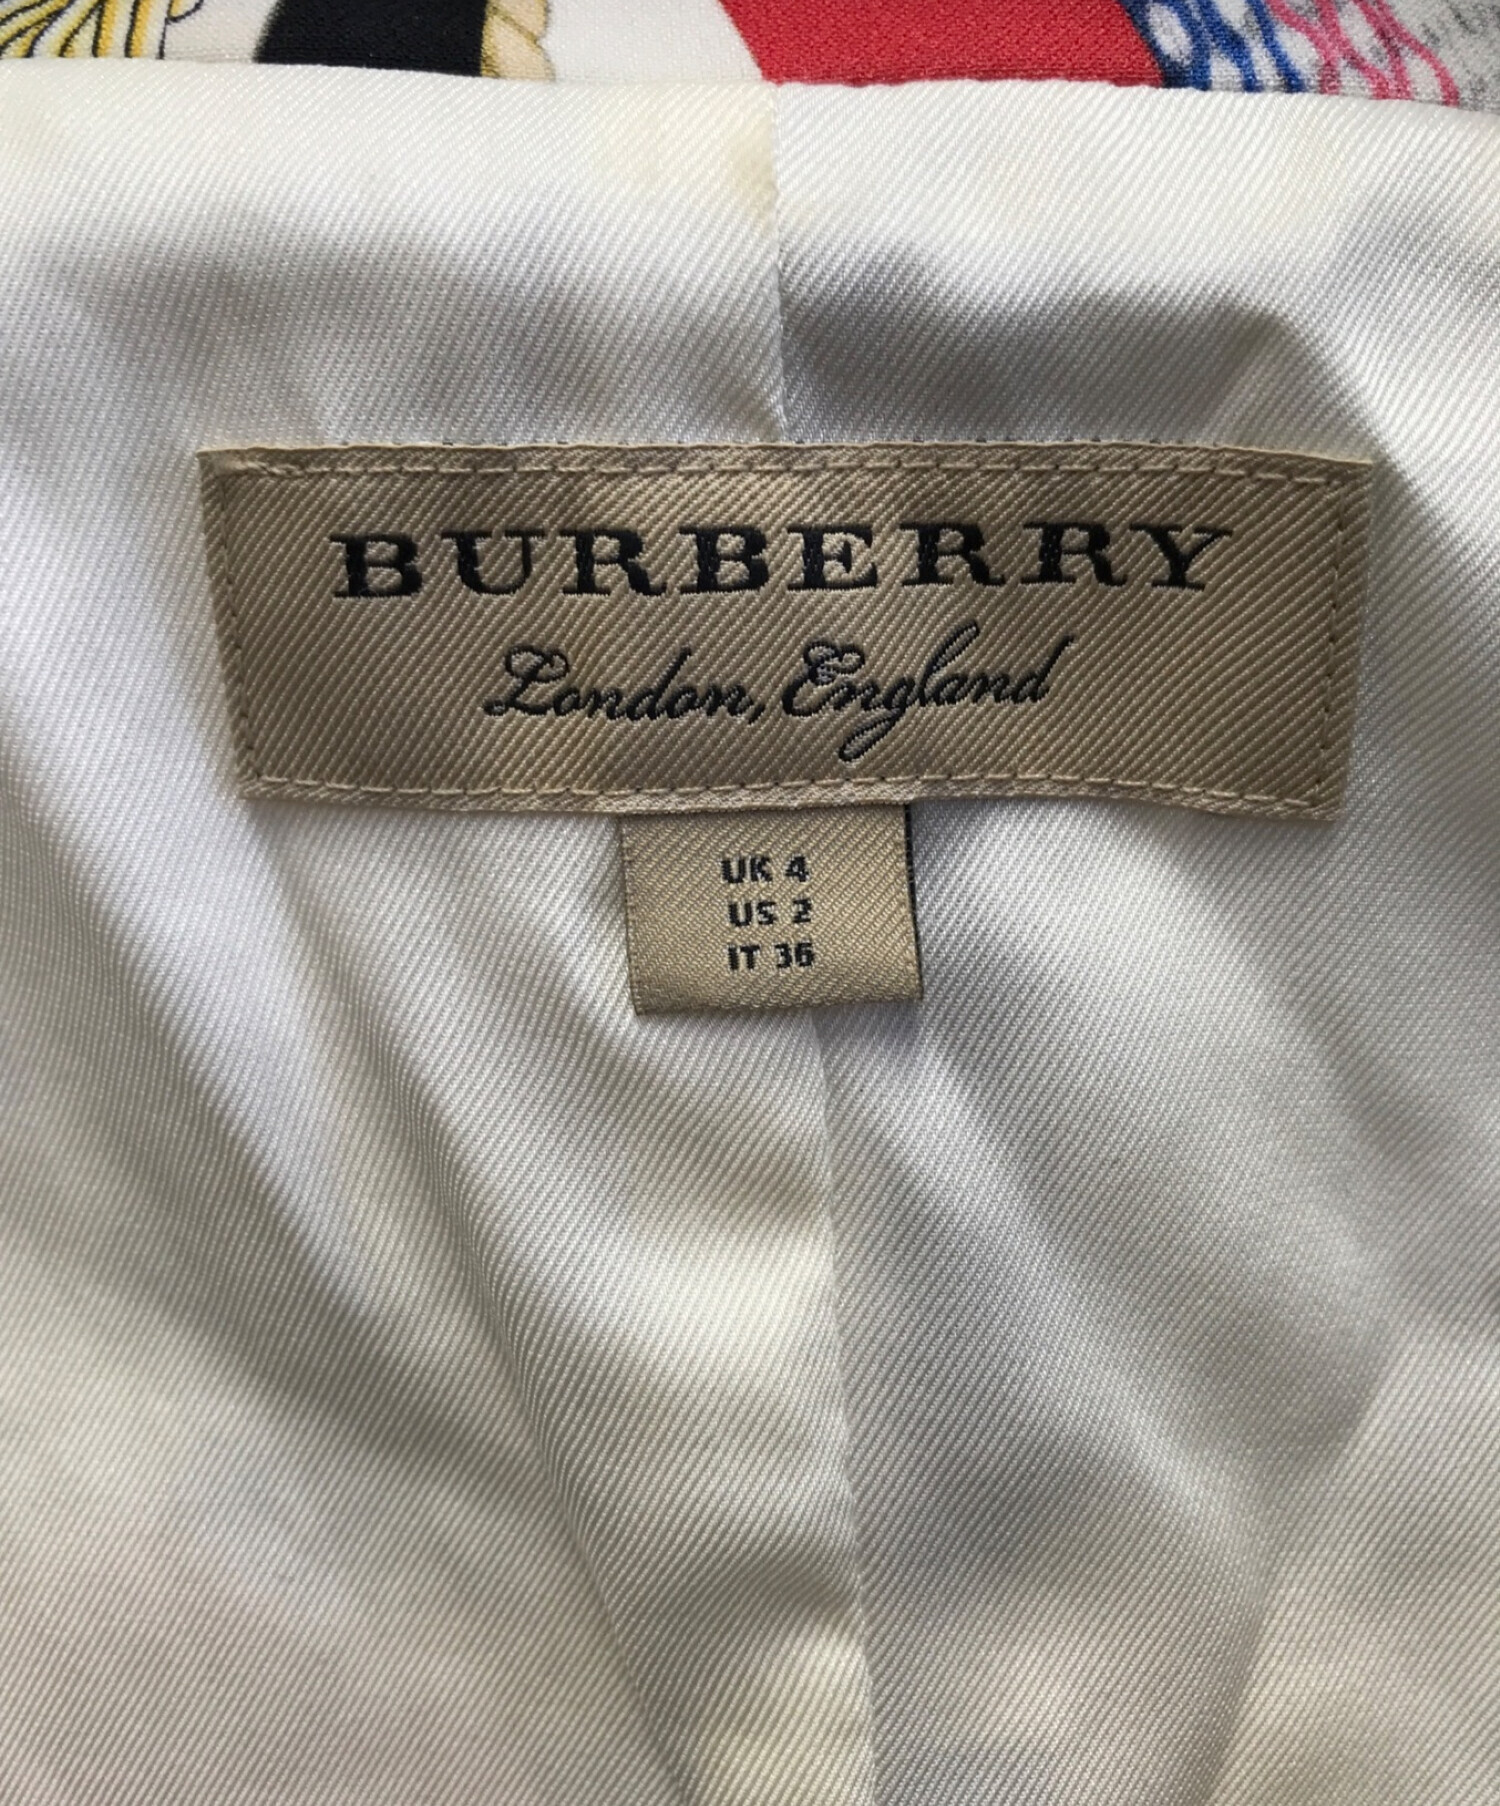 BURBERRY
London, England
UK 4
US 2
IT 36